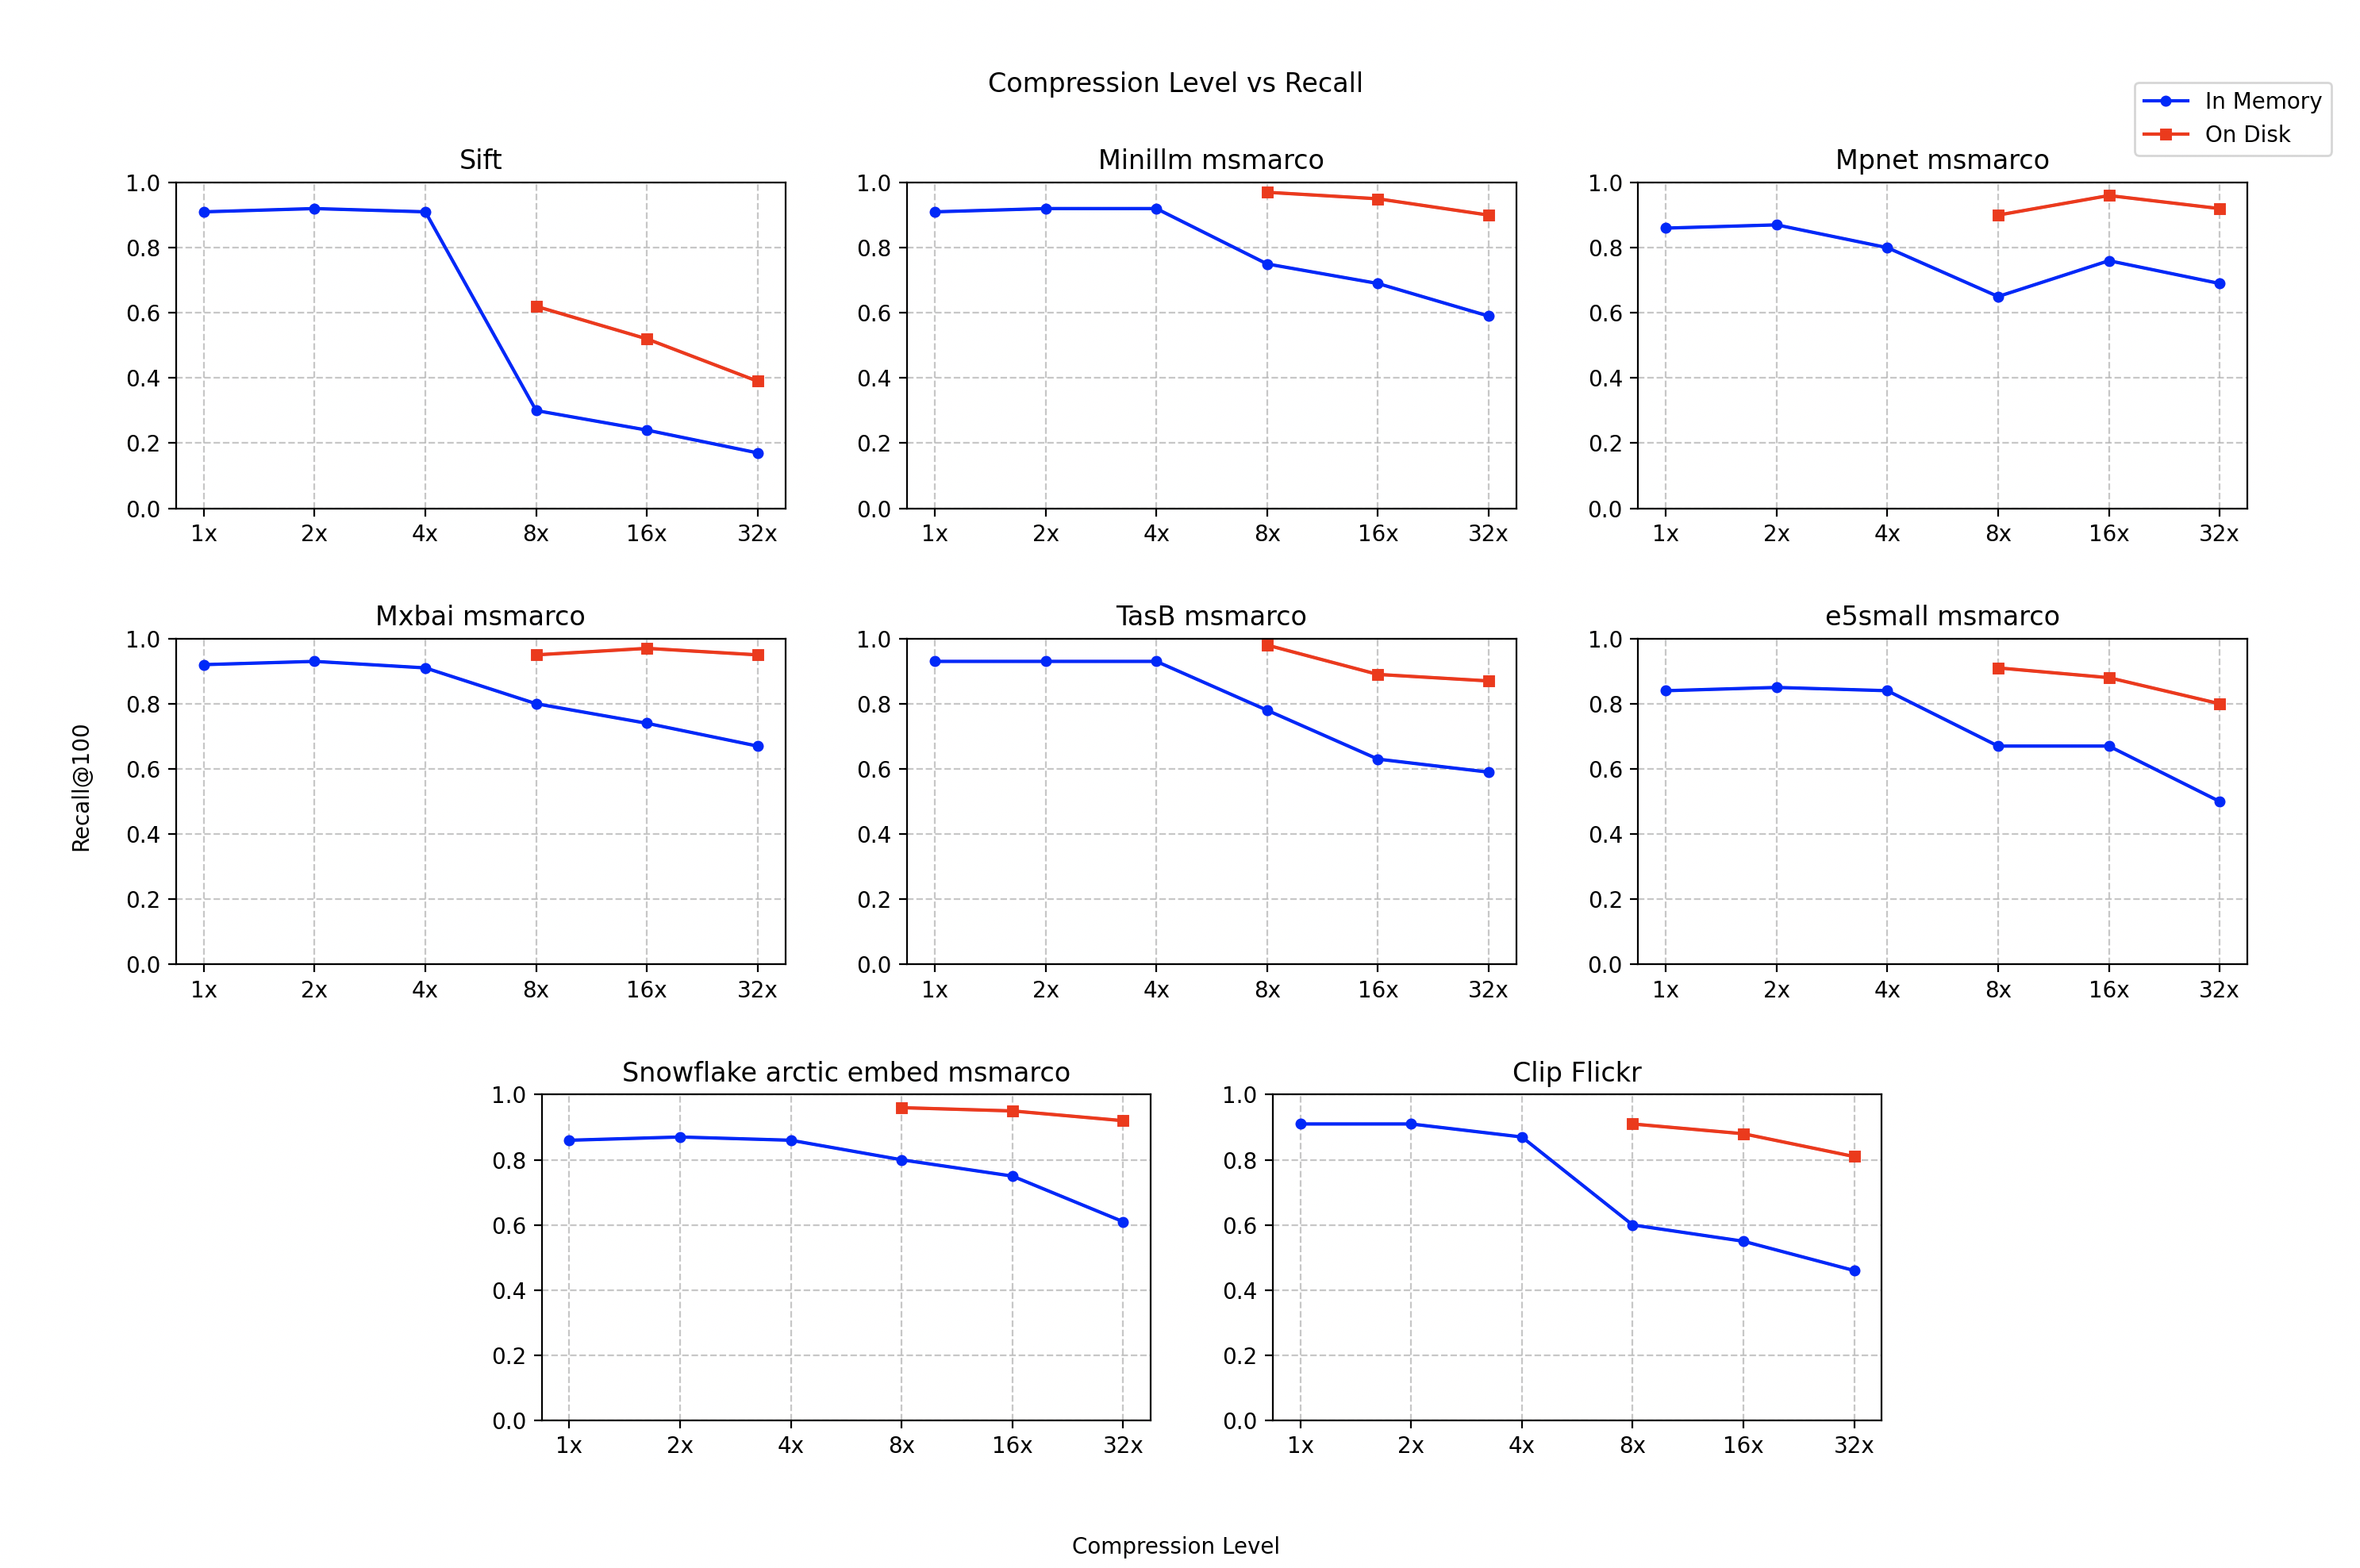 Compression Level vs Recall
In Memory
On Disk
Sift
1.0
0.8
0.6
0.4
0.2
0.0
1x 2x 4x 8x 16x 32x
Minillm msmarco
1.0
0.8
0.6
0.4
0.2
0.0
1x 2x 4x 8x 16x 32x
Mpnet msmarco
1.0
0.8
0.6
0.4
0.2
0.0
1x 2x 4x 8x 16x 32x
Recall@100
Mxbai msmarco
1.0
0.8
0.6
0.4
0.2
0.0
1x 2x 4x 8x 16x 32x
TasB msmarco
1.0
0.8
0.6
0.4
0.2
0.0
1x 2x 4x 8x 16x 32x
e5small msmarco
1.0
0.8
0.6
0.4
0.2
0.0
1x 2x 4x 8x 16x 32x
Snowflake arctic embed msmarco
1.0
0.8
0.6
0.4
0.2
0.0
1x 2x 4x 8x 16x 32x
Clip Flickr
1.0
0.8
0.6
0.4
0.2
0.0
1x 2x 4x 8x 16x 32x
Compression Level